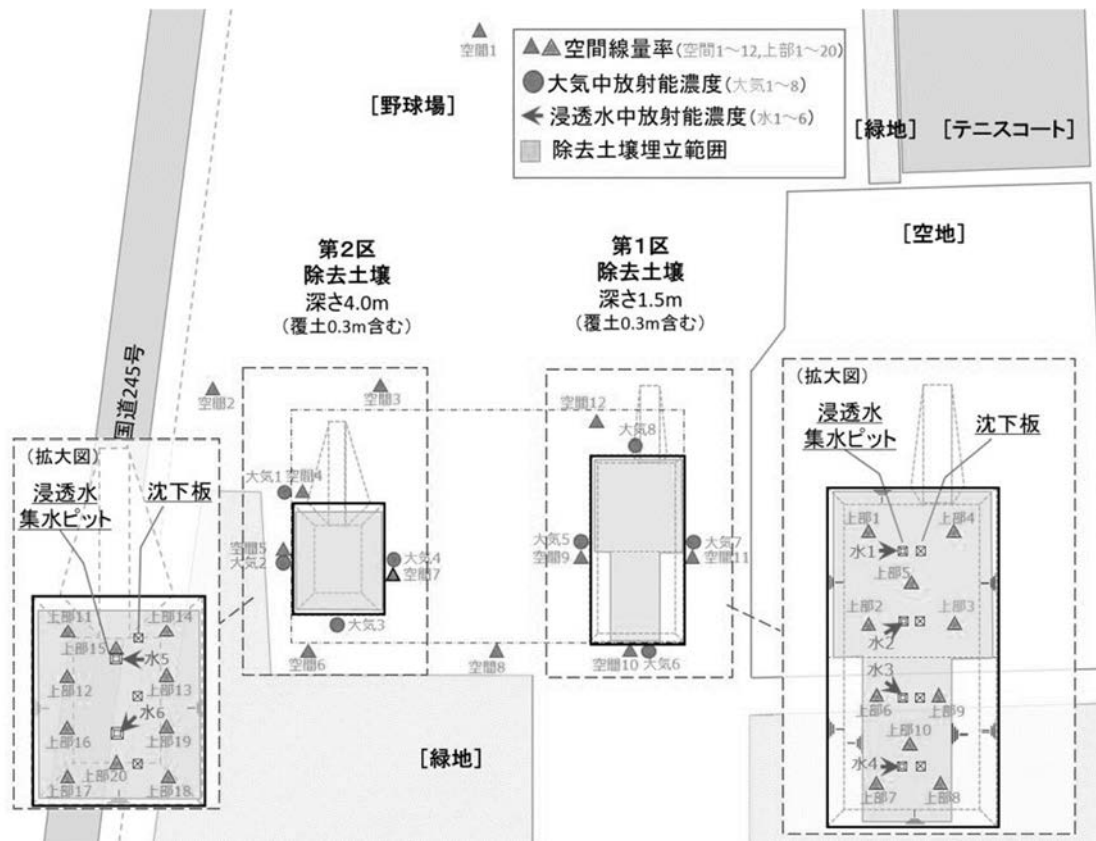 空間1
▲▲空間線量率(空間1～12,上部1～20)
●大気中放射能濃度(大気1～8)
浸透水中放射能濃度(水1～6)
除去土壌埋立範囲
[野球場]
[緑地]
[テニスコート]
[空地]
第2区
除去土壌
深さ4.0m
(覆土0.3m含む)
第1区
除去土壌
深さ1.5m
(覆土0.3m含む)
国道245号
空間2
空間3
大気1
空間4
空間5
大気2
大気4
空間7
大気3
空間6
空間8
空間12
大気8
大気5
空間9
大気7
空間11
空間10
大気6
[緑地]
(拡大図)
浸透水
集水ピット
沈下板
上部11
上部14
上部15
水5
上部12
上部13
水6
上部16
上部19
上部20
上部17
上部18
(拡大図)
浸透水
集水ピット
沈下板
上部1
上部4
水1
上部5
上部2
上部3
水2
水3
上部6
上部9
上部10
水4
上部7
上部8